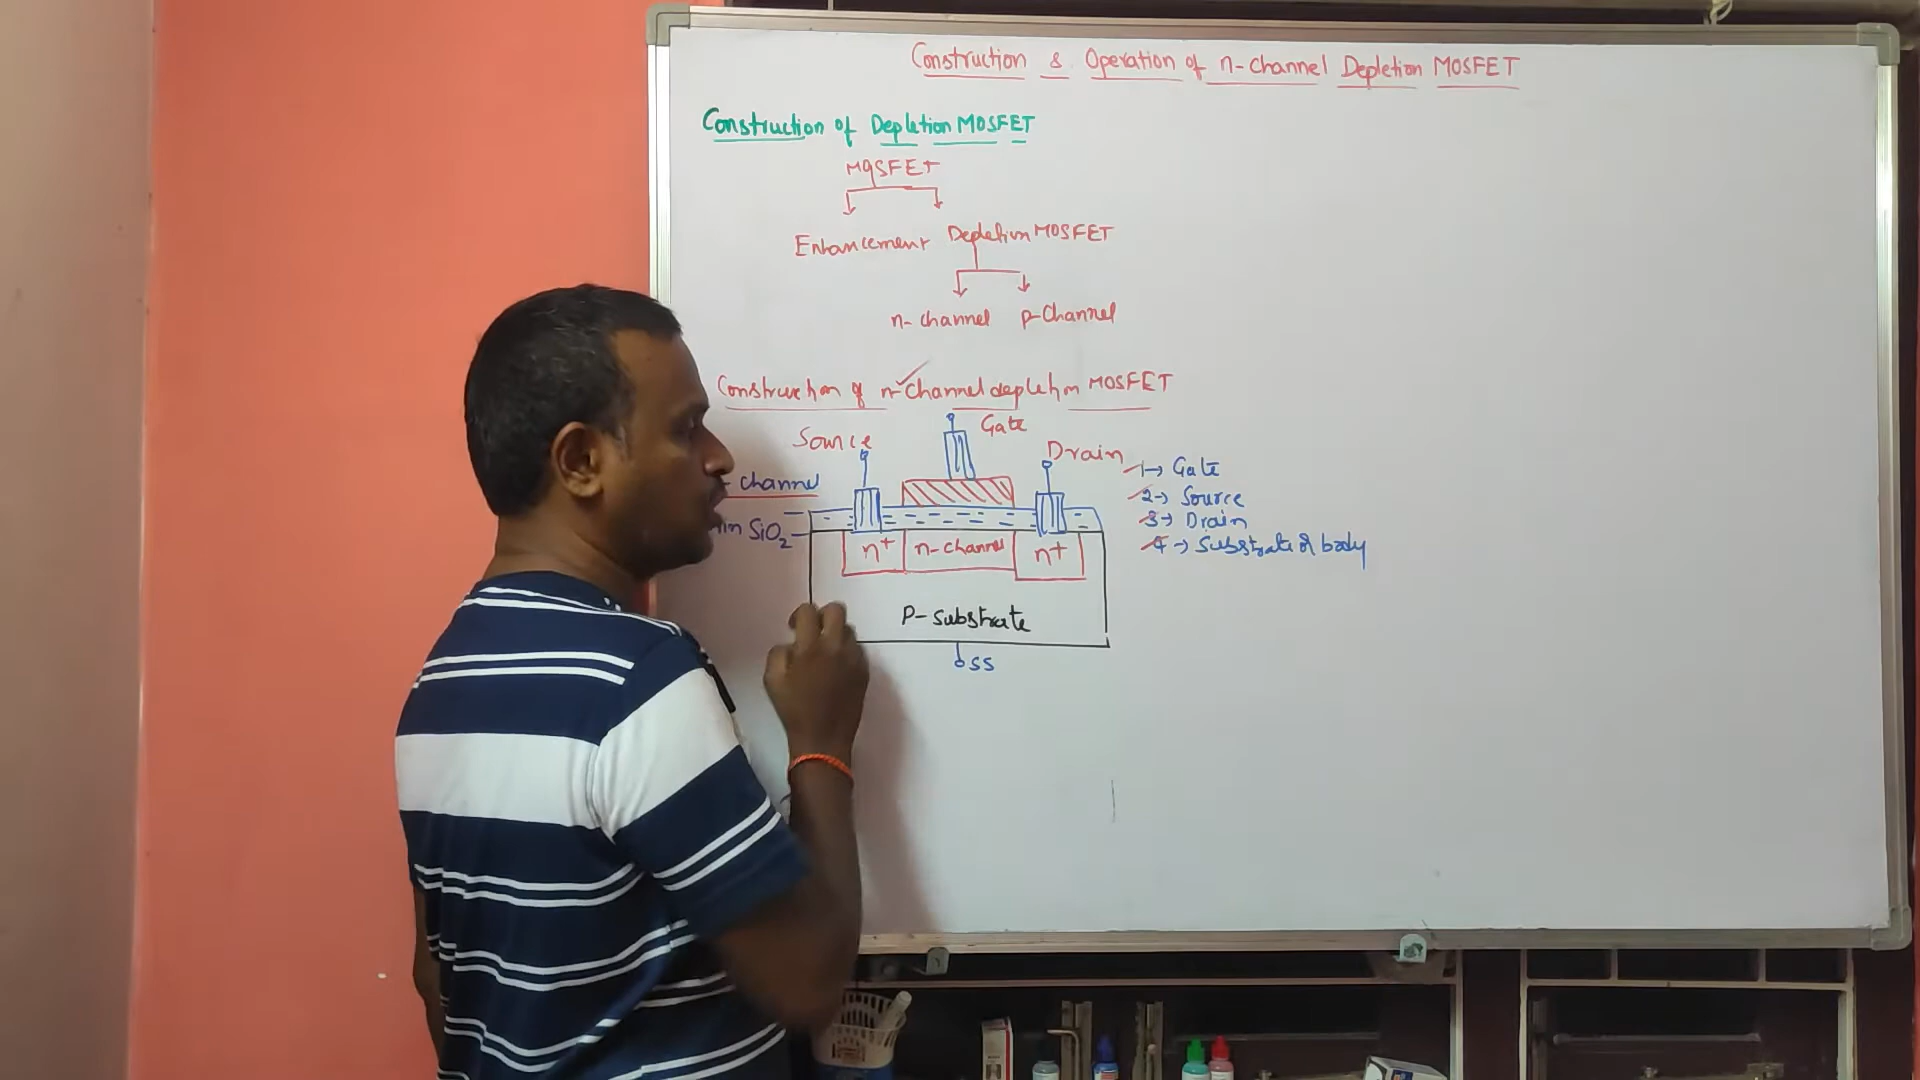 Construction & Operation of n-channel Depletion MOSFET
Construction of Depletion MOSFET
MOSFET
Enhancement Depletion MOSFET
n-channel p-channel
Construction of n-channel depletion MOSFET
Gate
Source
Drain
1→ Gate
channel
2→ Source
SiO2
3→ Drain
n+ n-channel n+
4→ Substrate & body
P-substrate
SS